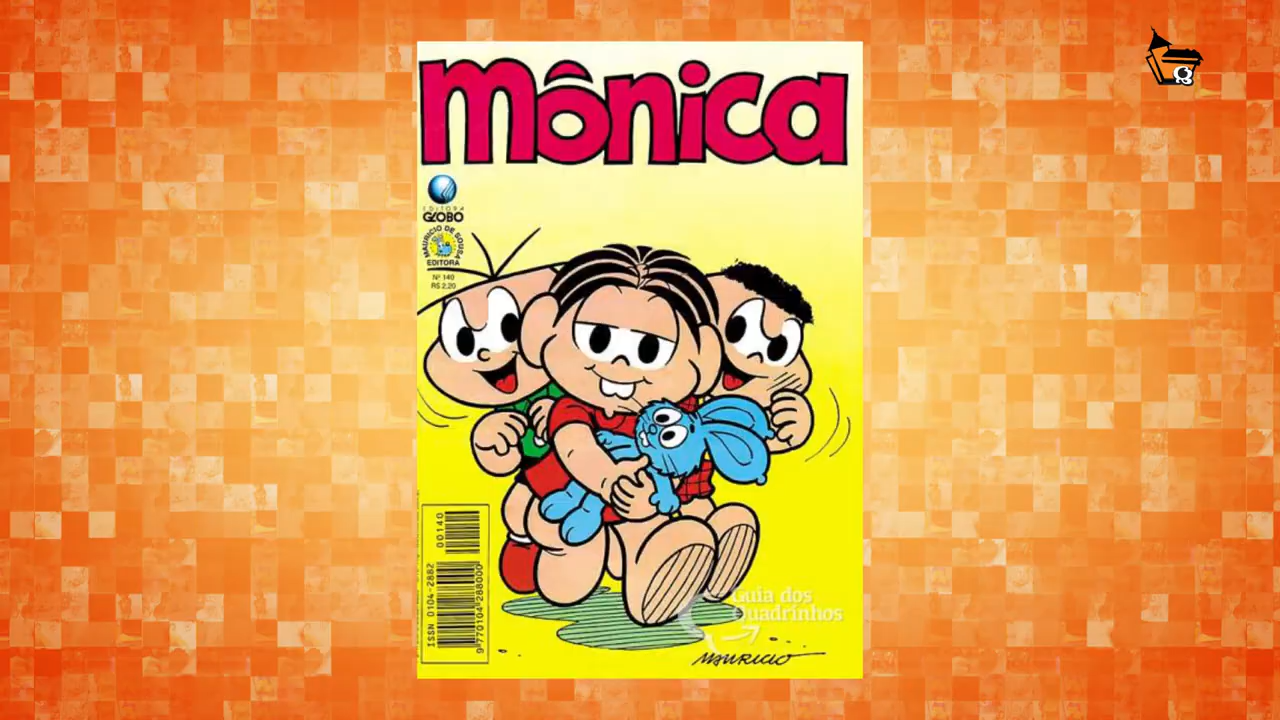 mônica
EDITORA
GLOBO
MAURICIO DE SOUSA
EDITORA
Nº 140
R$ 2,20
00140
ISSN 0104-2882
9 770104 288000
Guia dos
Quadrinhos
MAURICIO